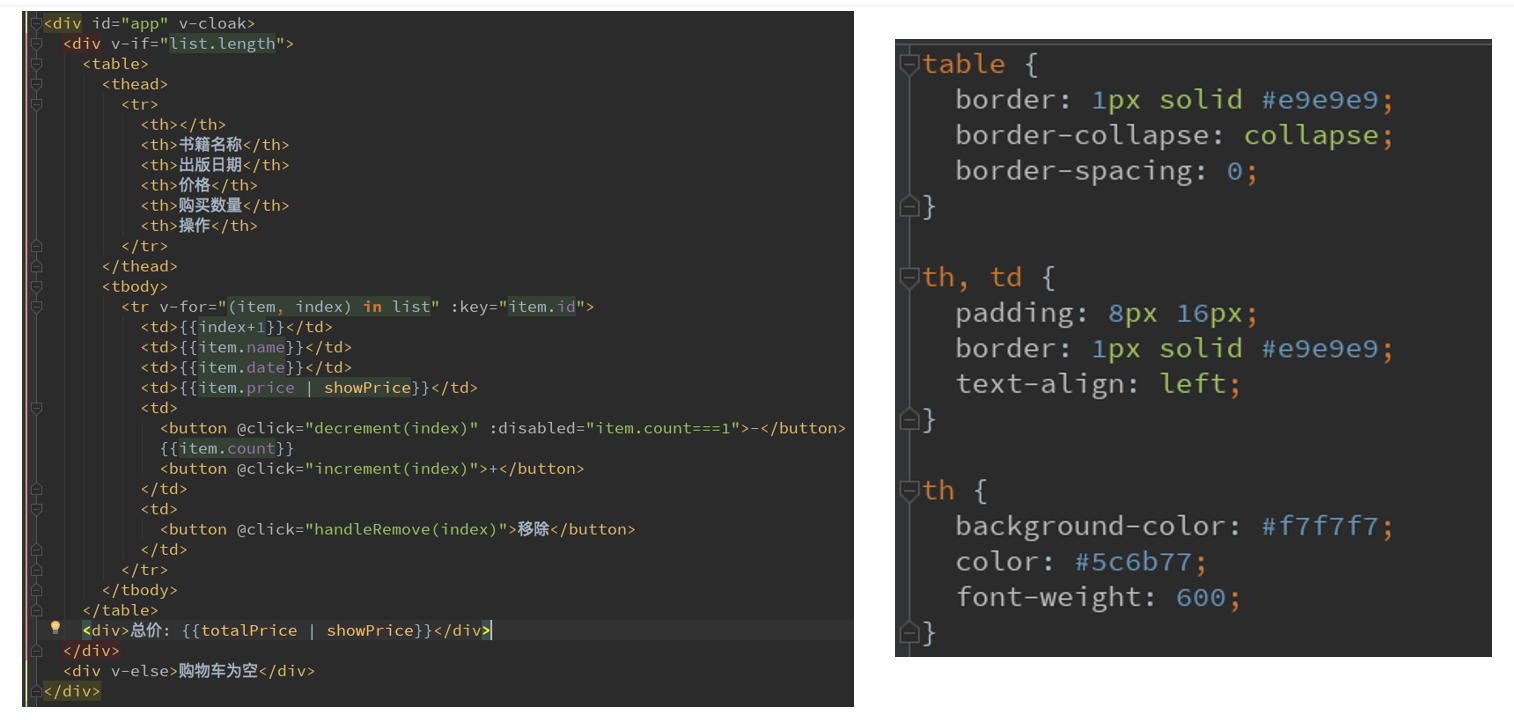 <div id="app" v-cloak>
<div v-if="list.length">
<table>
<thead>
<tr>
<th></th>
<th>书籍名称</th>
<th>出版日期</th>
<th>价格</th>
<th>购买数量</th>
<th>操作</th>
</tr>
</thead>
<tbody>
<tr v-for="(item, index) in list" :key="item.id">
<td>{{index+1}}</td>
<td>{{item.name}}</td>
<td>{{item.date}}</td>
<td>{{item.price | showPrice}}</td>
<td>
<button @click="decrement(index)" :disabled="item.count===1">-</button>
{{item.count}}
<button @click="increment(index)">+</button>
</td>
<td>
<button @click="handleRemove(index)">移除</button>
</td>
</tr>
</tbody>
</table>
<div>总价: {{totalPrice | showPrice}}</div>
</div>
<div v-else>购物车为空</div>
</div>
table {
border: 1px solid #e9e9e9;
border-collapse: collapse;
border-spacing: 0;
}
th, td {
padding: 8px 16px;
border: 1px solid #e9e9e9;
text-align: left;
}
th {
background-color: #f7f7f7;
color: #5c6b77;
font-weight: 600;
}